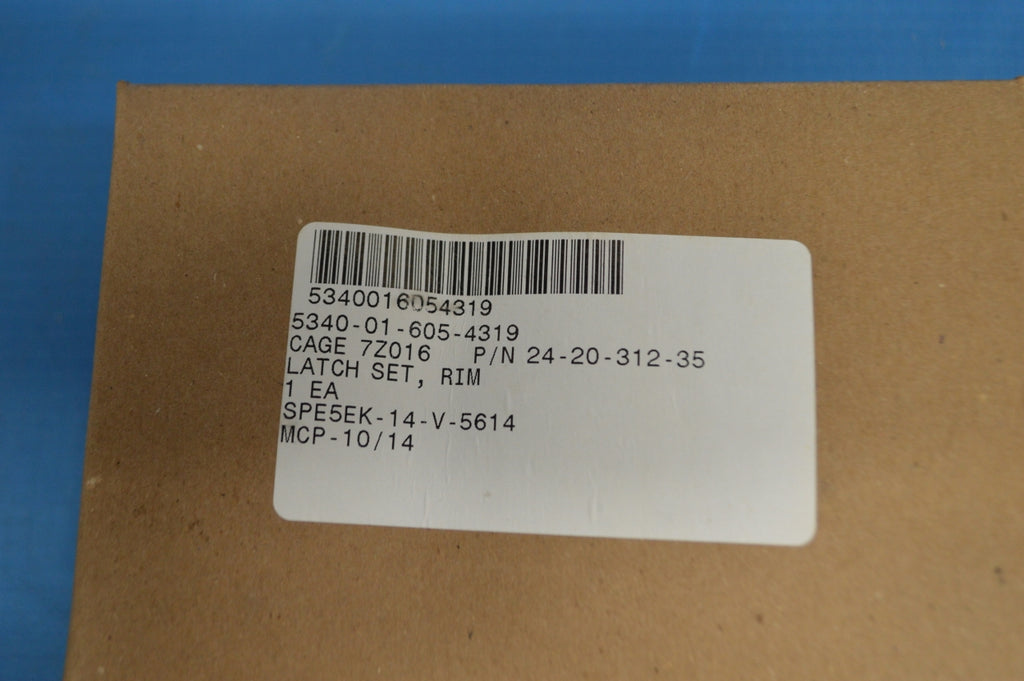 5340016054319
5340-01-605-4319
CAGE 7Z016 P/N 24-20-312-35
LATCH SET, RIM
1 EA
SPE5EK-14-V-5614
MCP-10/14